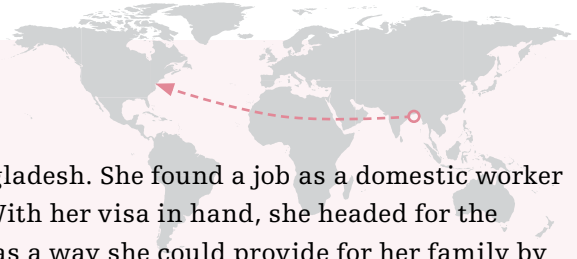 gladesh. She found a job as a domestic worker
With her visa in hand, she headed for the
as a way she could provide for her family by